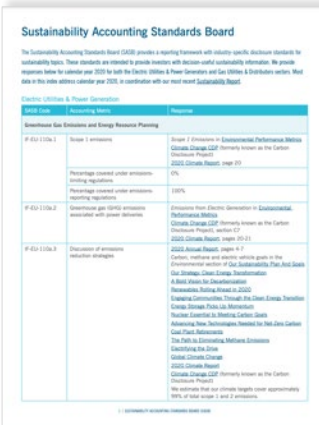 Sustainability Accounting Standards Board
The Sustainability Accounting Standards Board (SASB) provides a reporting framework with industry-specific disclosure standards for
sustainability topics. These standards are intended to provide investors with decision-useful sustainability information. We provide
responses below for calendar year 2020 for both the Electric Utilities & Power Generators and Gas Utilities & Distributors sectors. Most
data in this index address calendar year 2020, in coordination with our most recent Sustainability Report.
Electric Utilities & Power Generation
SASB Code Accounting Metric Response
Greenhouse Gas Emissions and Energy Resource Planning
IF-EU-110a.1 Scope 1 emissions Scope 1 Emissions in Environmental Performance Metrics
Climate Change CDP (formerly known as the Carbon
Disclosure Project)
2020 Climate Report, page 20
Percentage covered under emissions-
limiting regulations 0%
Percentage covered under emissions-
reporting regulations 100%
IF-EU-110a.2 Greenhouse gas (GHG) emissions
associated with power deliveries Emissions from Electric Generation in Environmental
Performance Metrics
Climate Change CDP (formerly known as the Carbon
Disclosure Project), section C7
2020 Climate Report, pages 20-21
IF-EU-110a.3 Discussion of emissions
reduction strategies 2020 Annual Report, pages 4-7
Carbon, methane and electric vehicle goals in the
Environmental section of Our Sustainability Plan And Goals
Our Strategy: Clean Energy Transformation
A Bold Vision for Decarbonization
Renewables Rolling Ahead in 2020
Engaging Communities Through the Clean Energy Transition
Energy Storage Picks Up Momentum
Nuclear Essential to Meeting Carbon Goals
Advancing New Technologies Needed for Net-Zero Carbon
Coal Plant Retirements
The Path to Eliminating Methane Emissions
Electrifying the Drive
Global Climate Change
2020 Climate Report
Climate Change CDP (formerly known as the Carbon
Disclosure Project)
We estimate that our climate targets cover approximately
99% of total scope 1 and 2 emissions.
1 | SUSTAINABILITY ACCOUNTING STANDARDS BOARD (SASB)